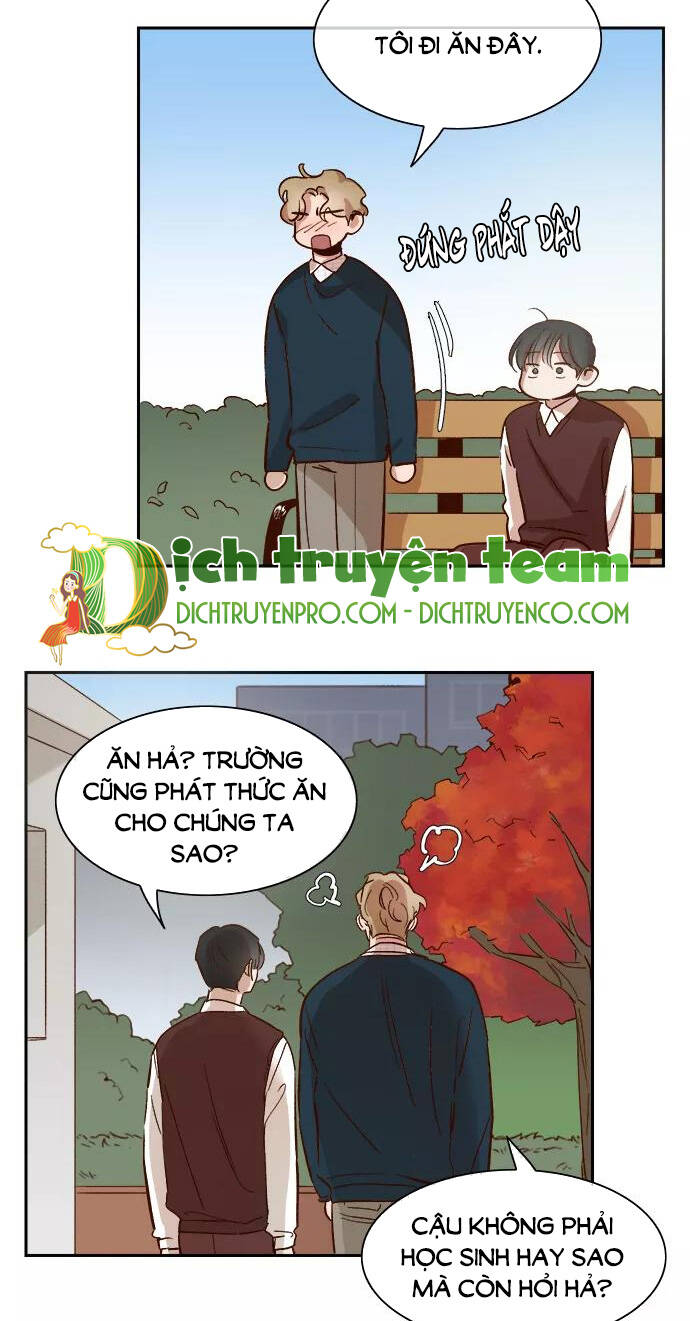 TÔI ĐI ĂN ĐÂY.
ĐỨNG PHẮT DẬY
Dịch truyện team
DICHTRUYENPRO.COM - DICHTRUYENCO.COM
ĂN HẢ? TRƯỜNG
CŨNG PHÁT THỨC ĂN
CHO CHÚNG TA
SAO?
CẬU KHÔNG PHẢI
HỌC SINH HAY SAO
MÀ CÒN HỎI HẢ?